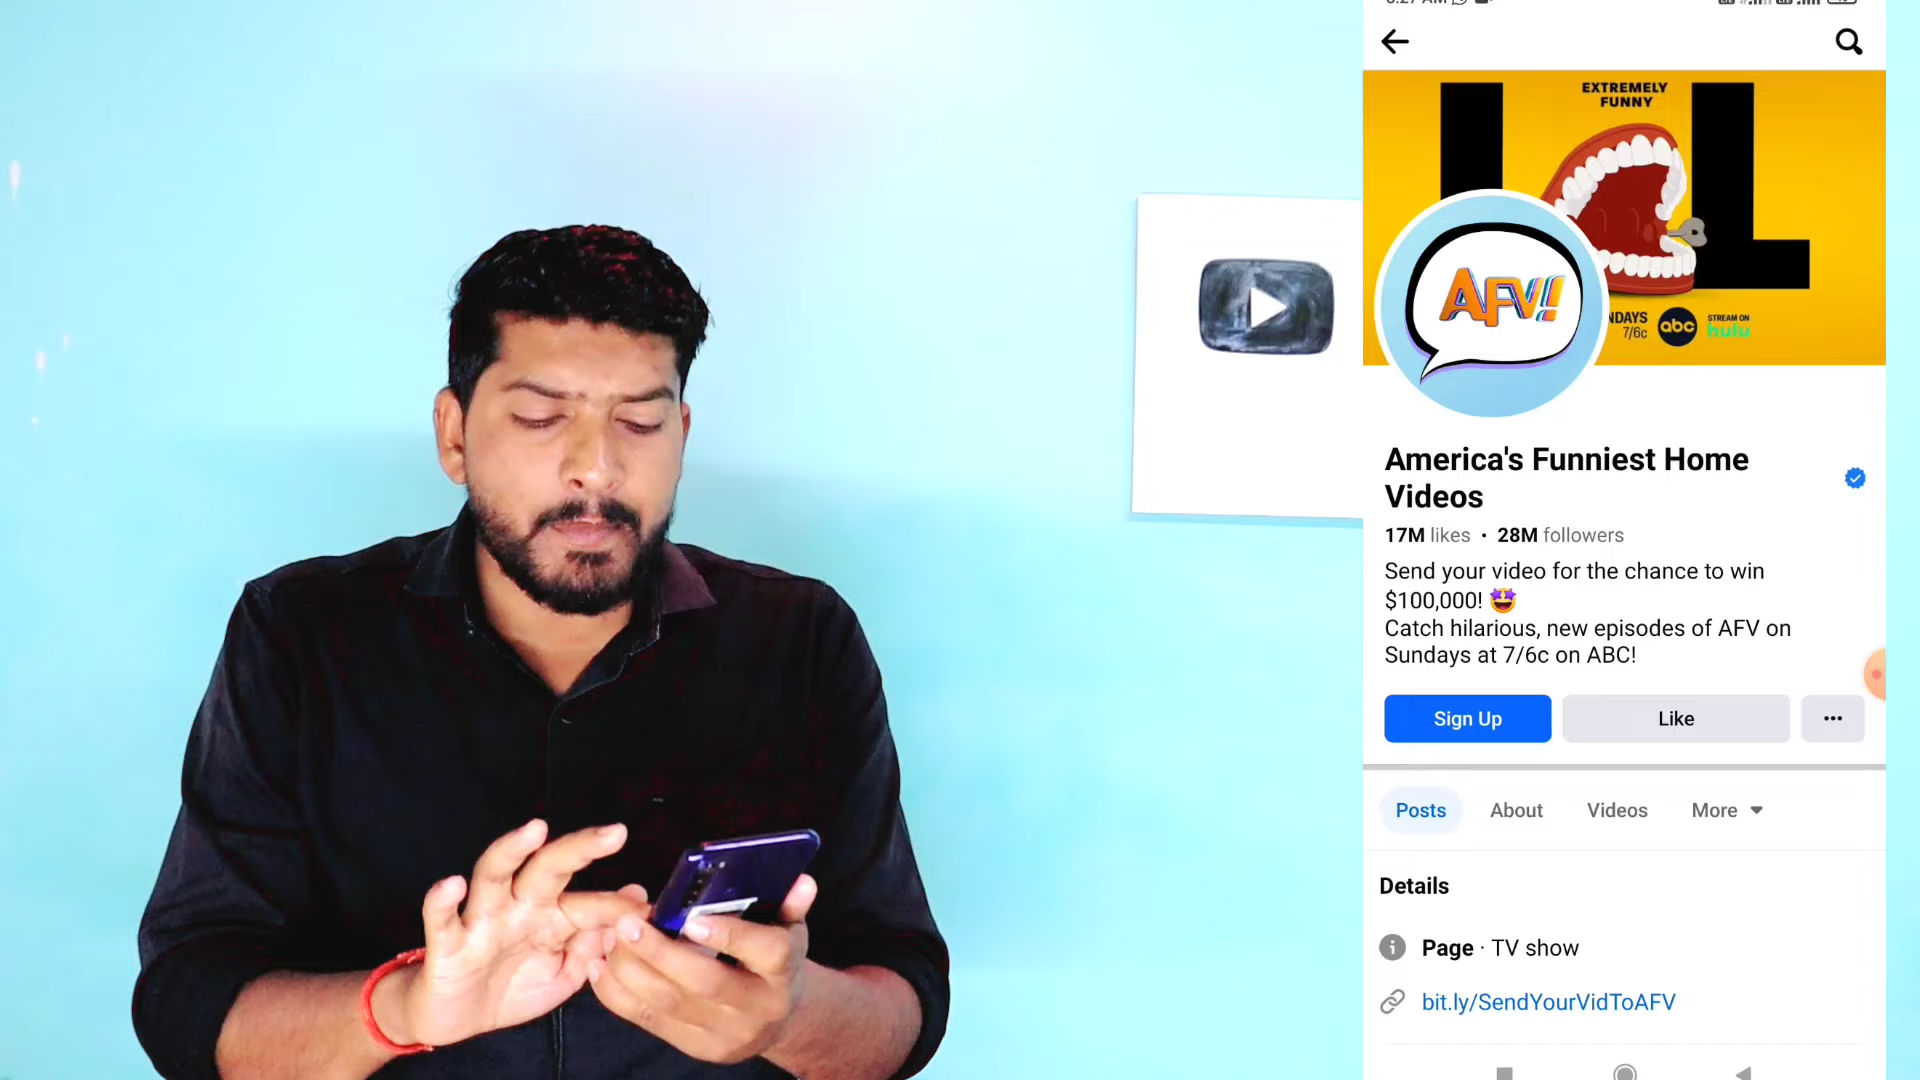 EXTREMELY
FUNNY
L L
AFV!
NDAYS
7/6c
abc
STREAM ON
hulu
America's Funniest Home
Videos
17M likes • 28M followers
Send your video for the chance to win
$100,000! 🤩
Catch hilarious, new episodes of AFV on
Sundays at 7/6c on ABC!
Sign Up
Like
Posts
About
Videos
More
Details
Page · TV show
bit.ly/SendYourVidToAFV